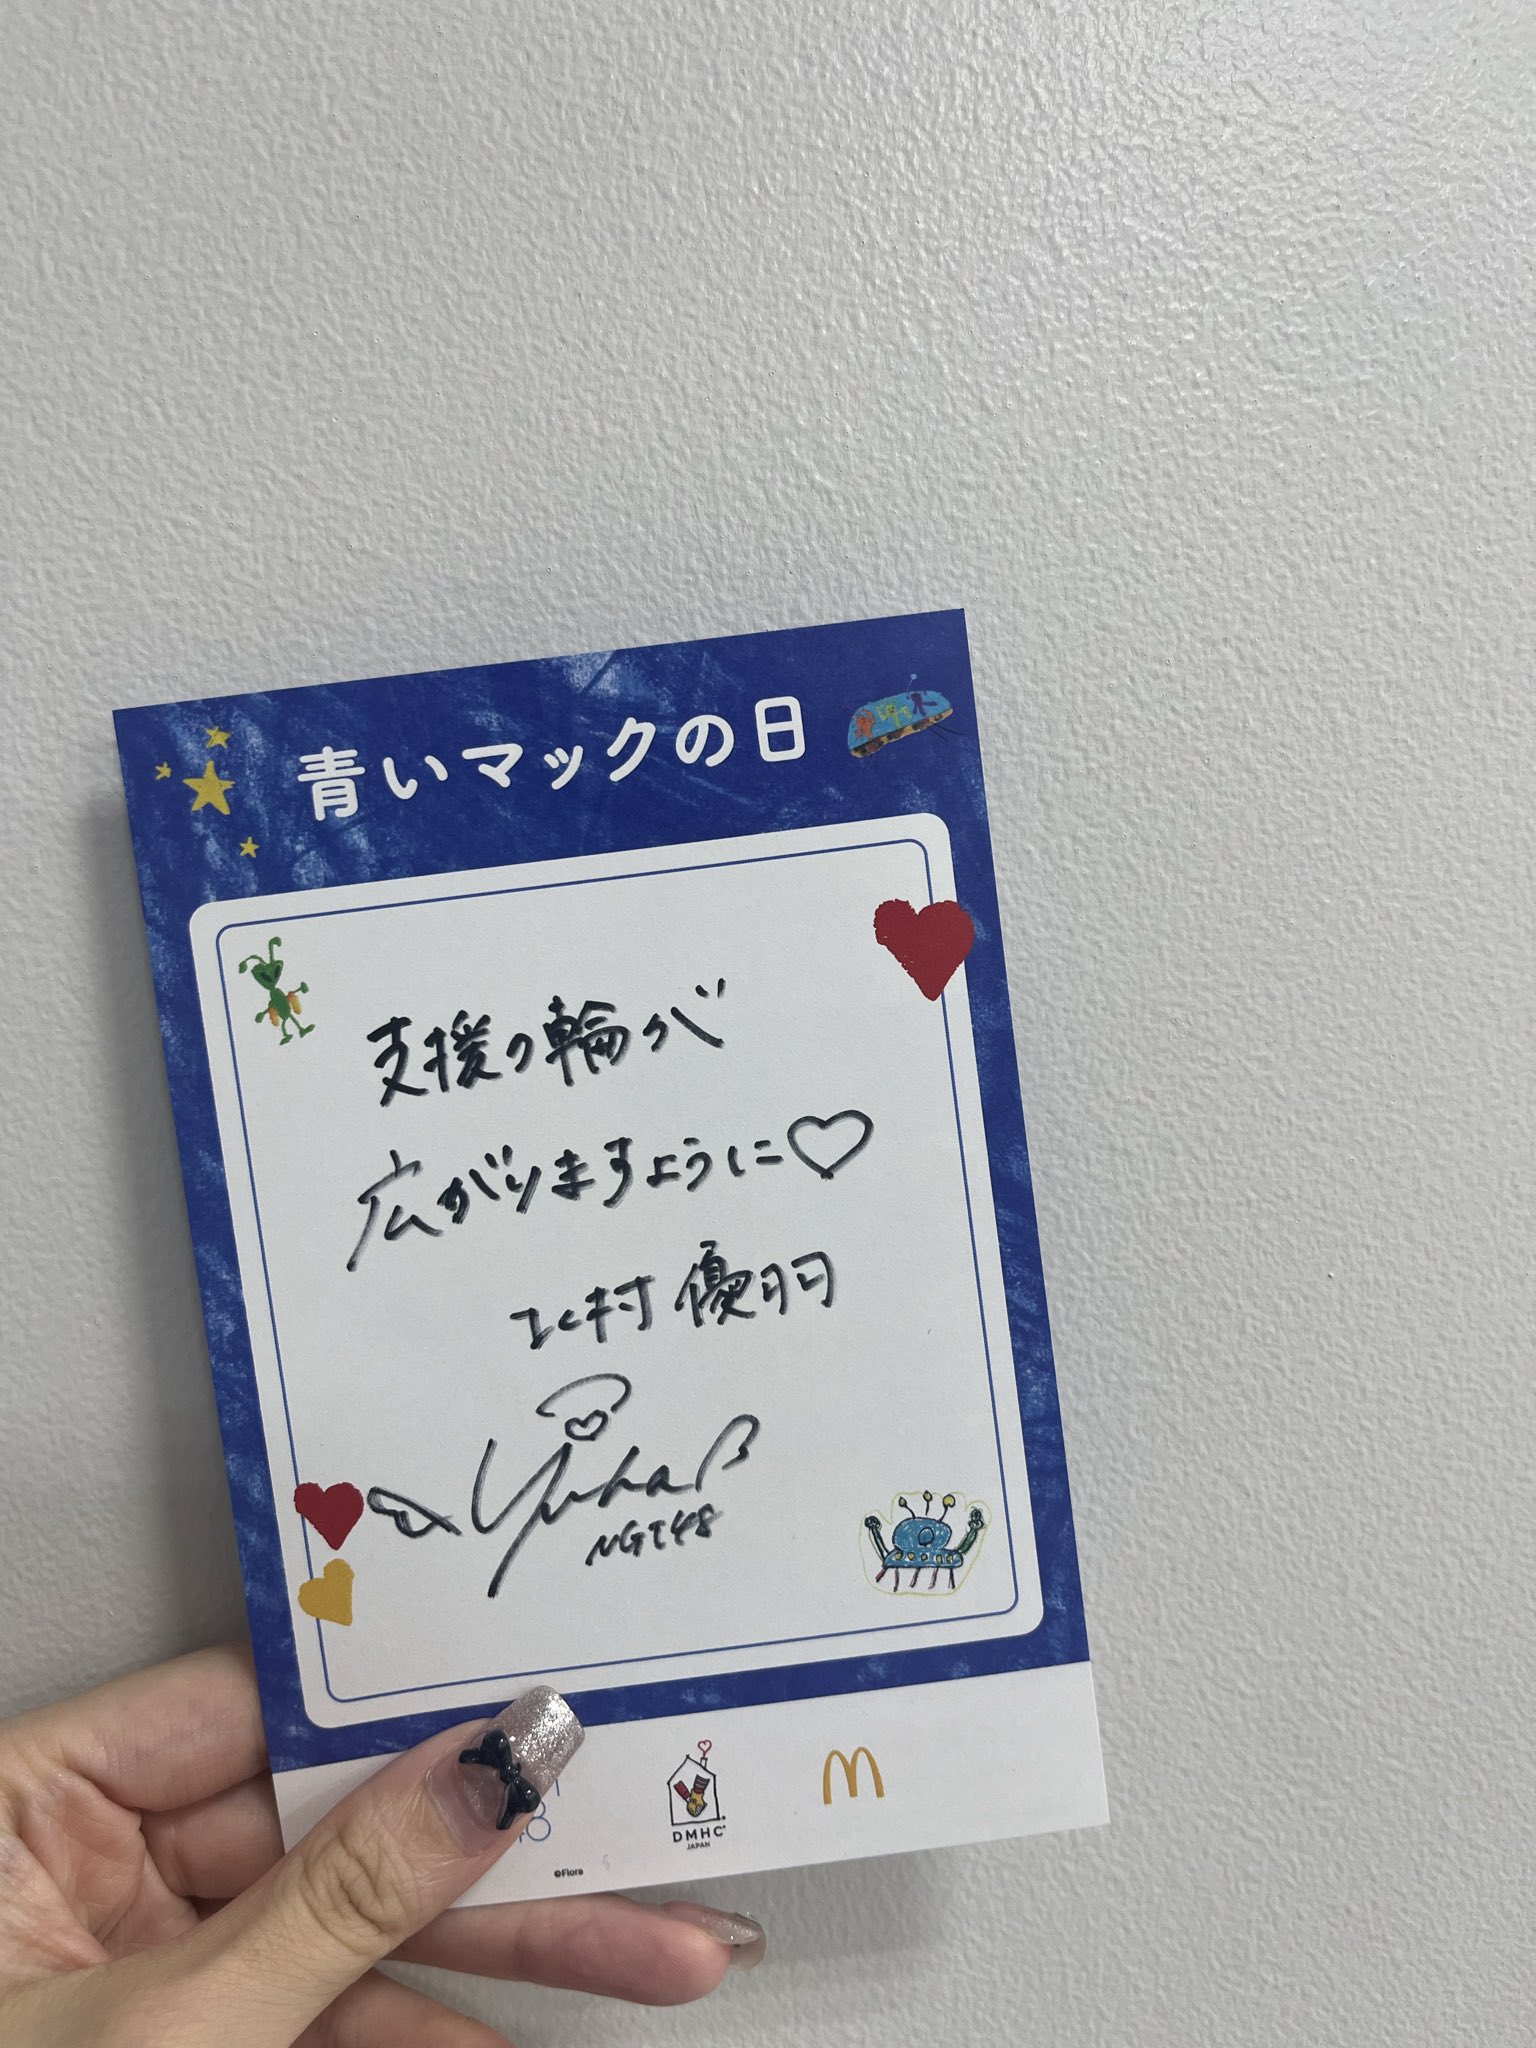 青いマックの日
支援の輪が
広がりますように♡
北村優羽
Yuha
NGT48
DMHC
JAPAN
©Fiora